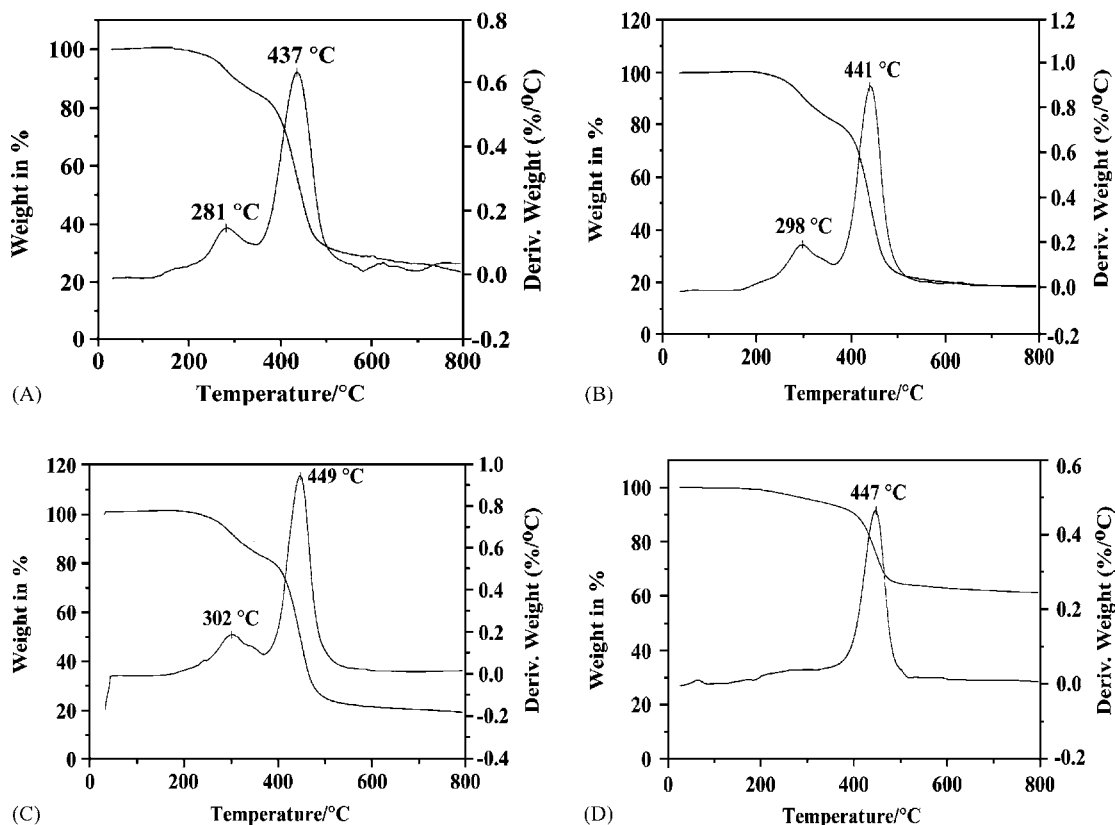 0.8
100
437 °C
0.6
80
0.4
60
281 °C
0.2
40
0.0
20
0
-0.2
0 200 400 600 800
Weight in %
Deriv. Weight (%/°C)
Temperature/°C
(A)
120
1.2
100
441 °C
1.0
80
0.8
60
0.6
0.4
40
298 °C
0.2
20
0.0
0
-0.2
0 200 400 600 800
Weight in %
Deriv. Weight (%/°C)
Temperature/°C
(B)
120
1.0
449 °C
100
0.8
80
0.6
0.4
60
302 °C
0.2
40
0.0
20
-0.2
0
-0.4
0 200 400 600 800
Weight in %
Deriv. Weight (%/°C)
Temperature/°C
(C)
0.6
100
447 °C
80
0.4
60
0.2
40
20
0.0
0
-0.2
0 200 400 600 800
Weight in %
Deriv. Weight (%/°C)
Temperature/°C
(D)